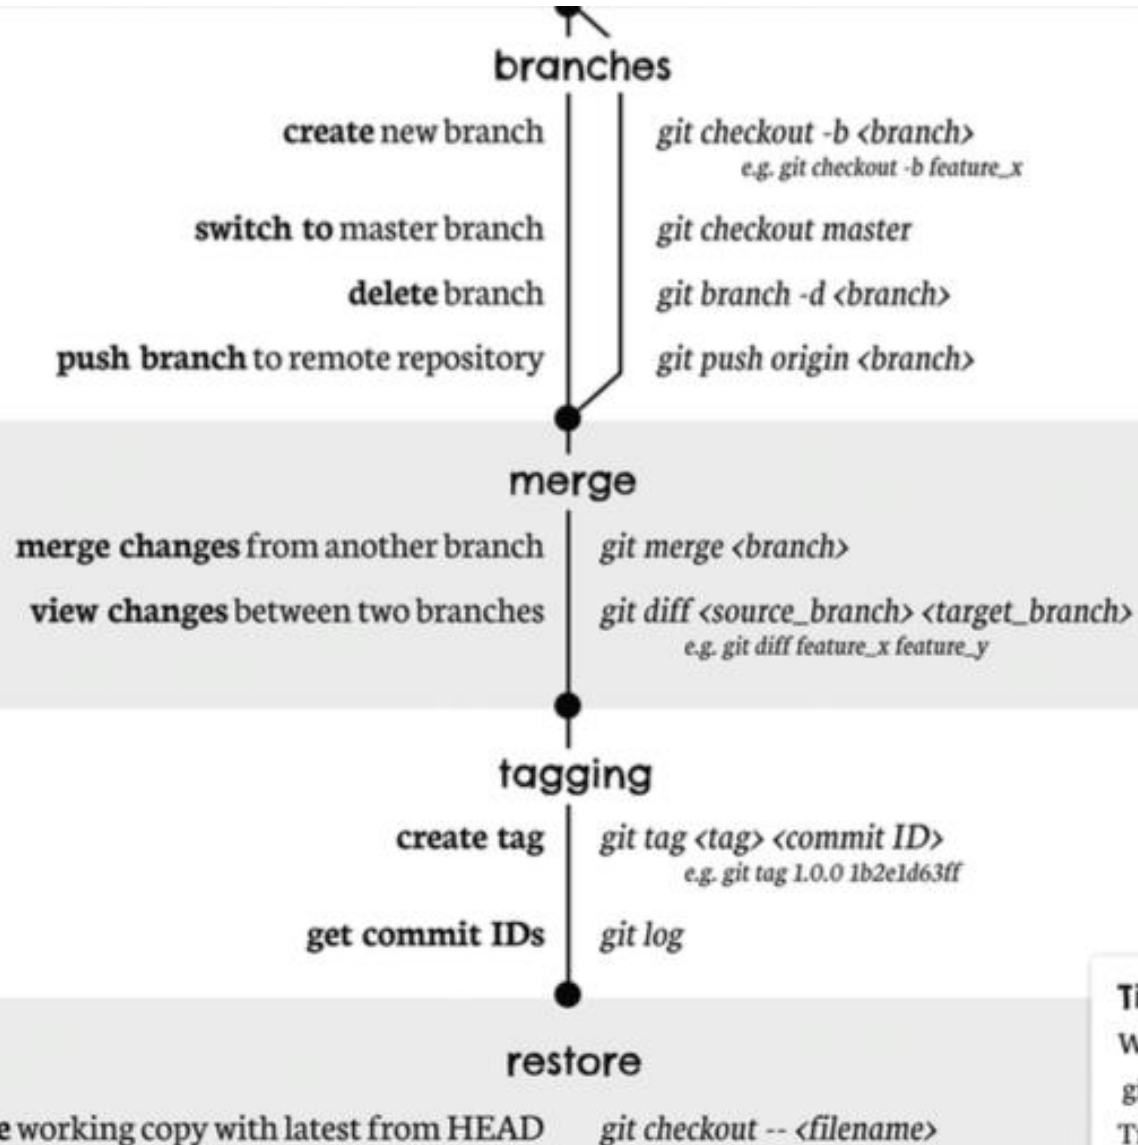 branches
create new branch git checkout -b <branch>
e.g. git checkout -b feature_x
switch to master branch git checkout master
delete branch git branch -d <branch>
push branch to remote repository git push origin <branch>
merge
merge changes from another branch git merge <branch>
view changes between two branches git diff <source_branch> <target_branch>
e.g. git diff feature_x feature_y
tagging
create tag git tag <tag> <commit ID>
e.g. git tag 1.0.0 1b2e1d63ff
get commit IDs git log
restore
working copy with latest from HEAD git checkout -- <filename>